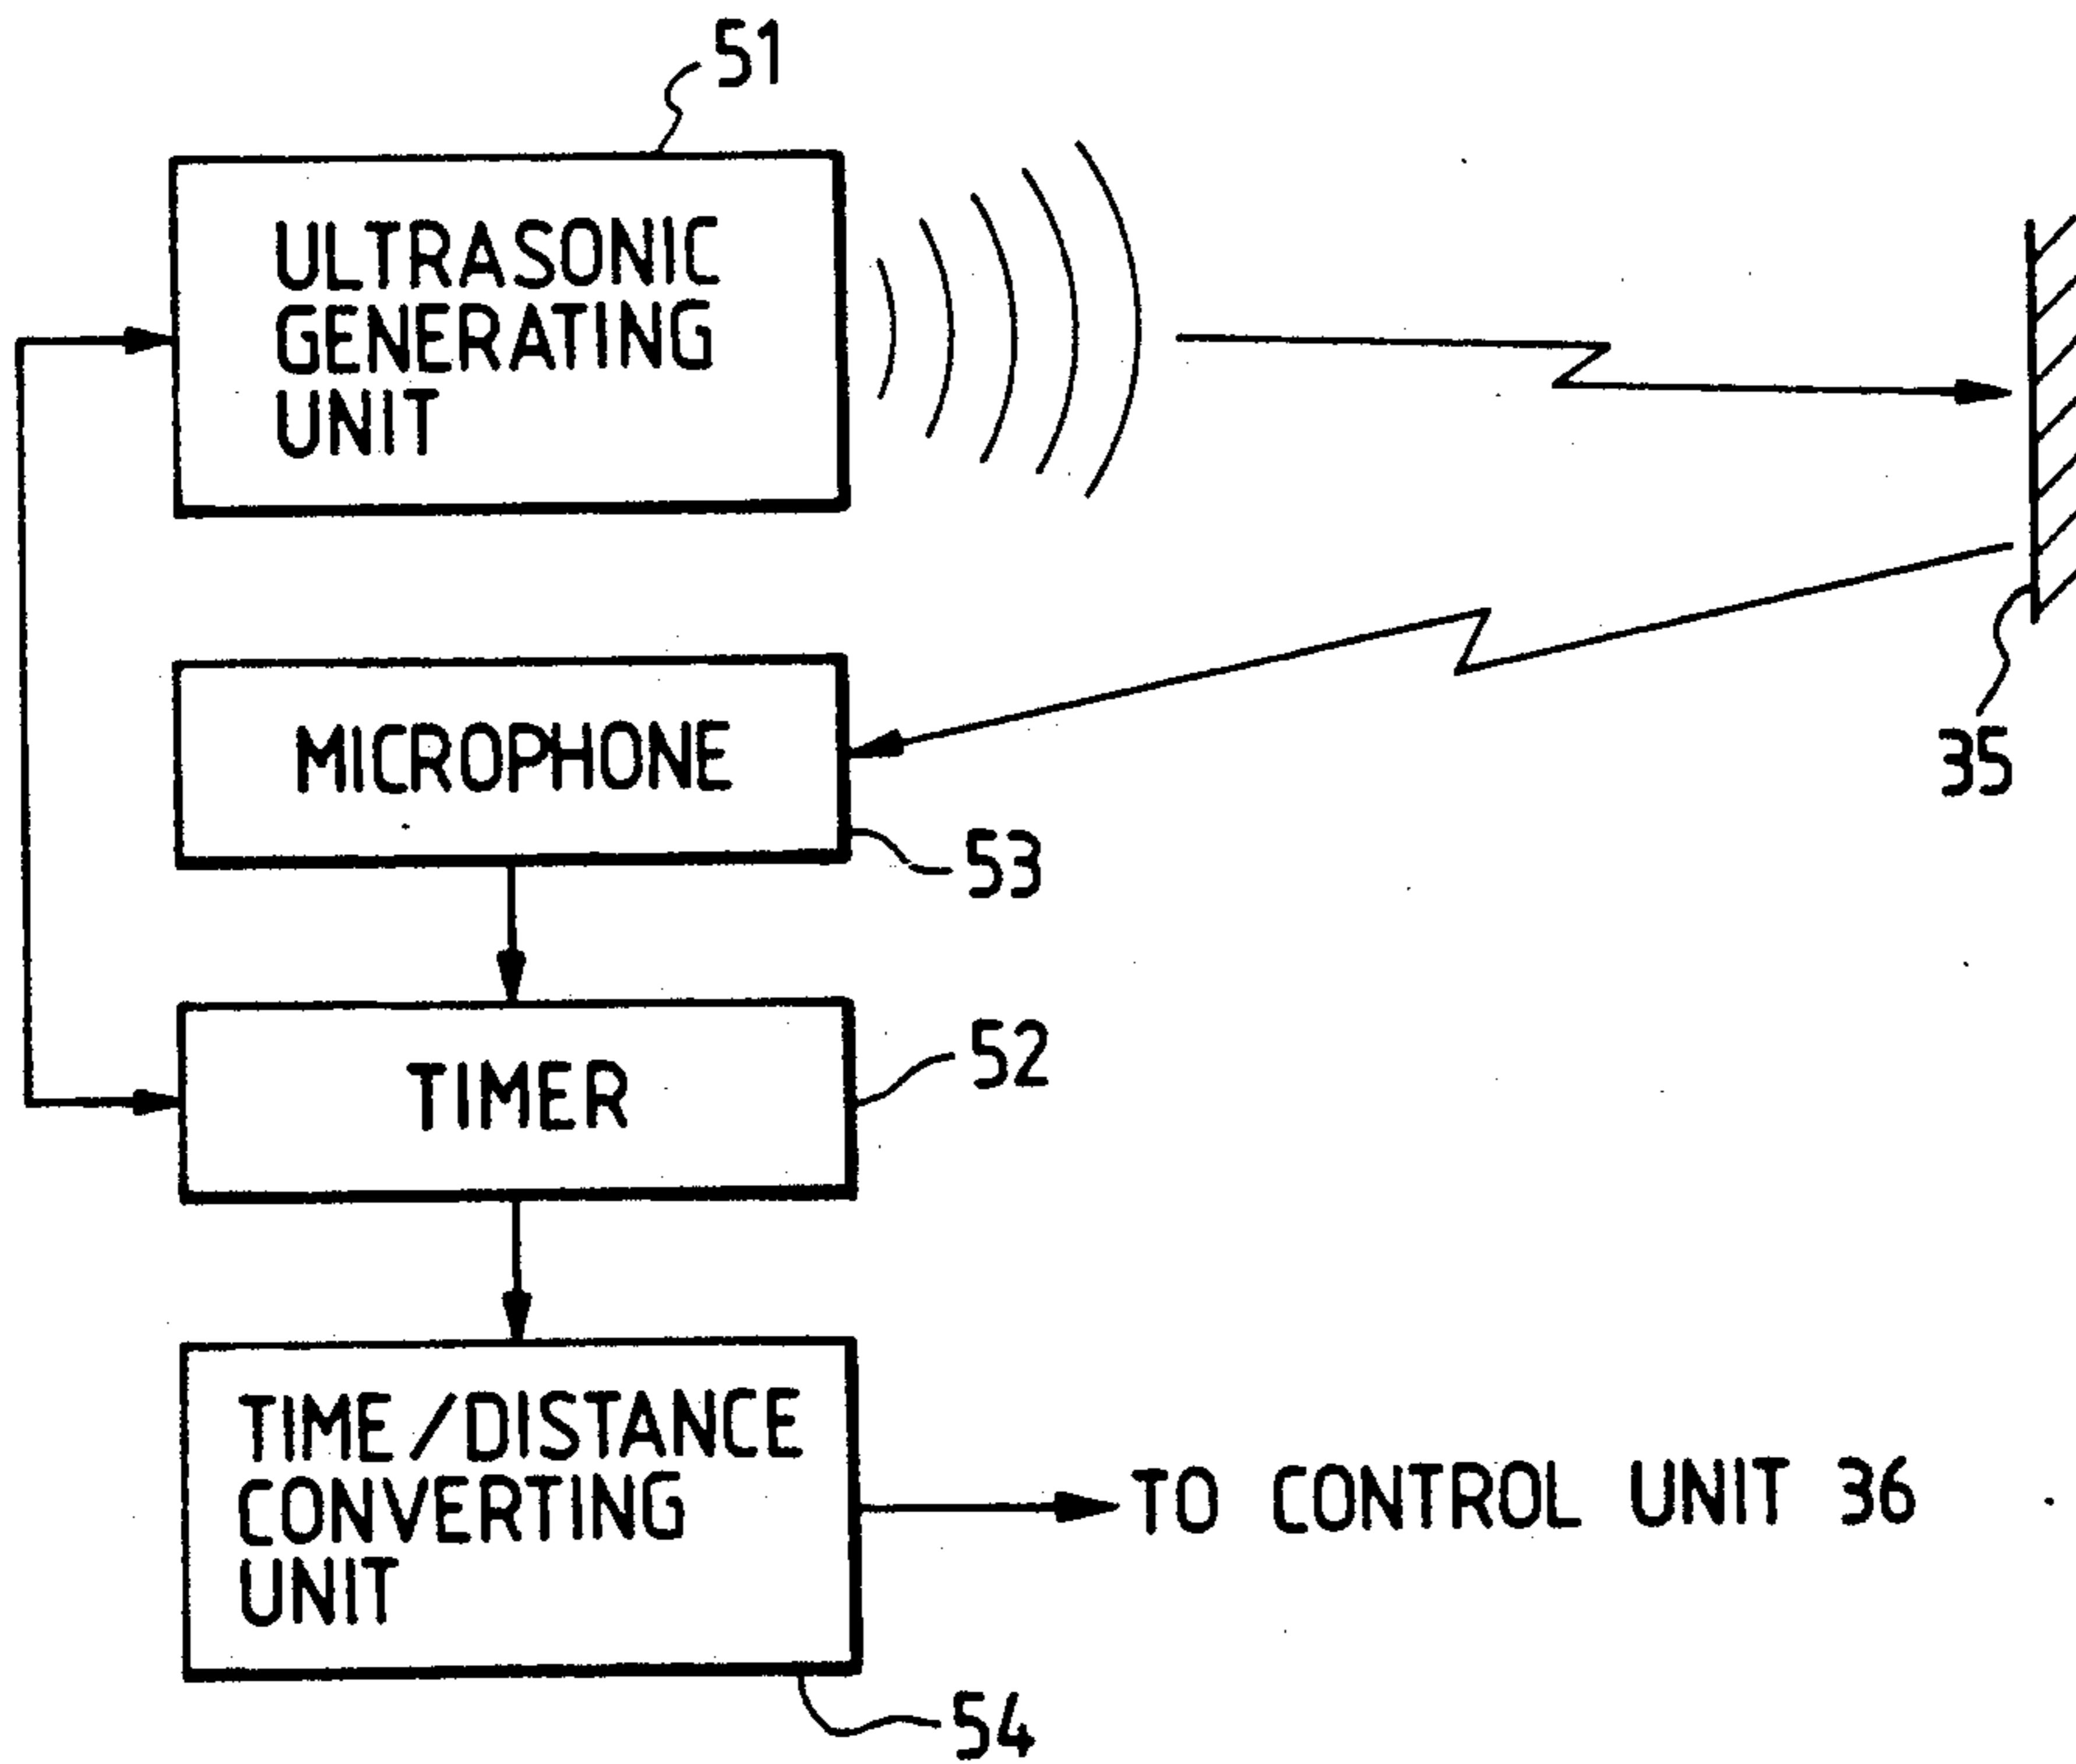 51
ULTRASONIC
GENERATING
UNIT
MICROPHONE
35
53
52
TIMER
TIME/DISTANCE
CONVERTING
UNIT
TO CONTROL UNIT 36
54